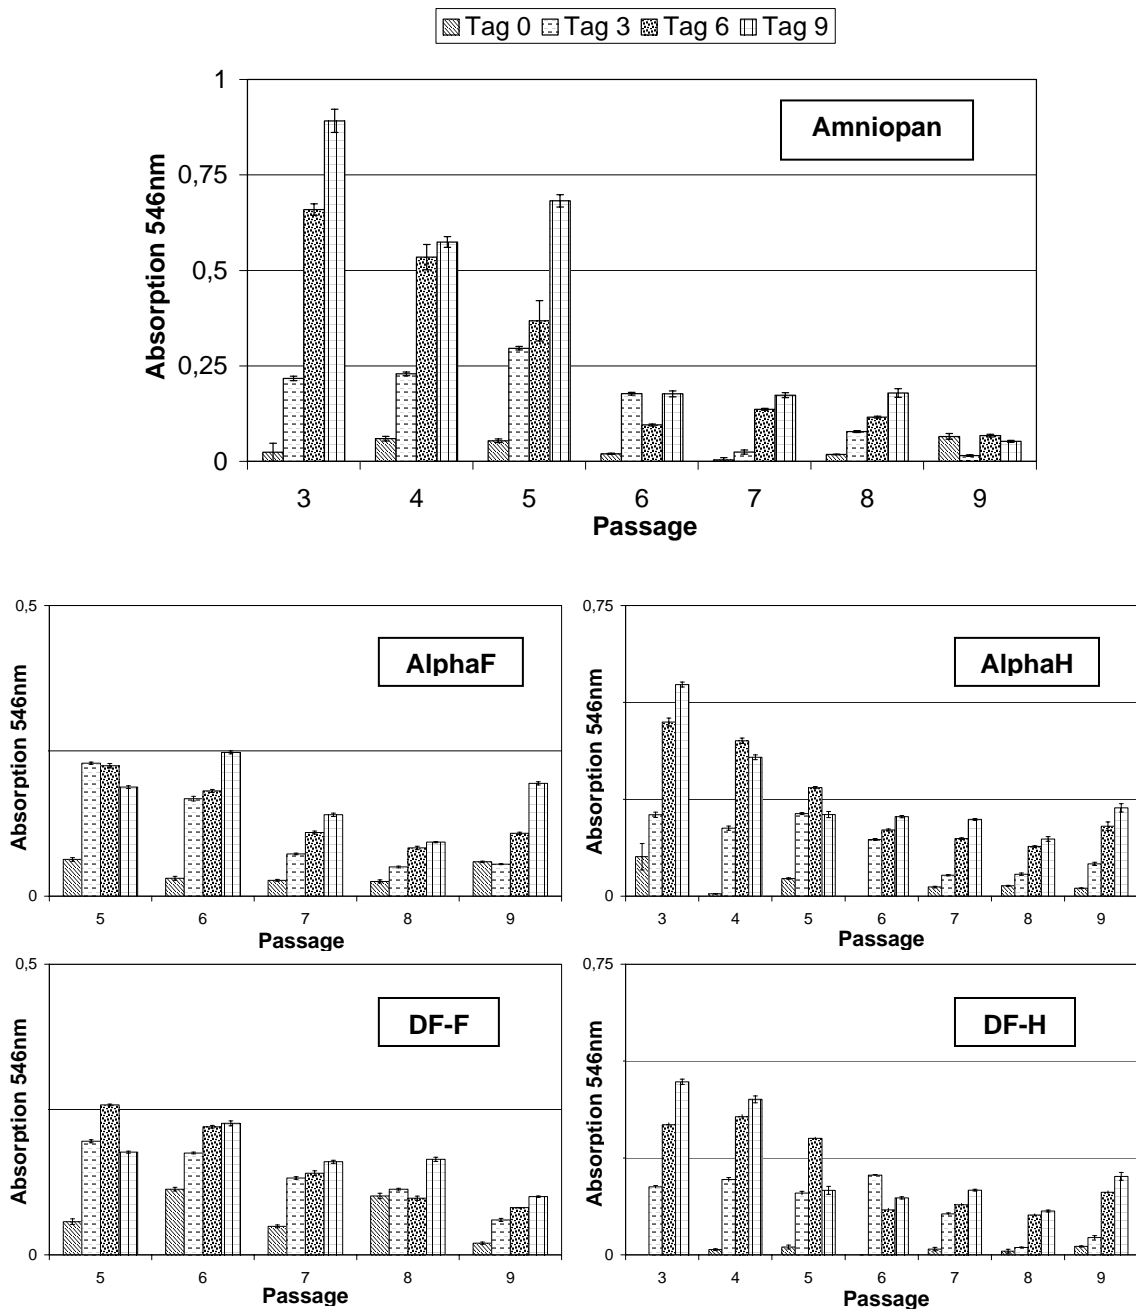 Tag 0 Tag 3 Tag 6 Tag 9
Amniopan
Absorption 546nm
1
0,75
0,5
0,25
0
3 4 5 6 7 8 9
Passage
AlphaF
Absorption 546nm
0,5
0
5 6 7 8 9
Passage
AlphaH
Absorption 546nm
0,75
0
3 4 5 6 7 8 9
Passage
DF-F
Absorption 546nm
0,5
0
5 6 7 8 9
Passage
DF-H
Absorption 546nm
0,75
0
3 4 5 6 7 8 9
Passage